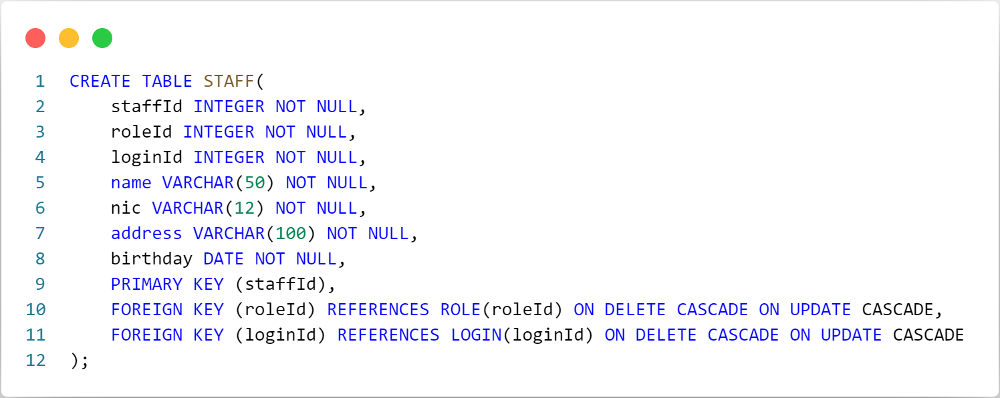 1 CREATE TABLE STAFF(
2 staffId INTEGER NOT NULL,
3 roleId INTEGER NOT NULL,
4 loginId INTEGER NOT NULL,
5 name VARCHAR(50) NOT NULL,
6 nic VARCHAR(12) NOT NULL,
7 address VARCHAR(100) NOT NULL,
8 birthday DATE NOT NULL,
9 PRIMARY KEY (staffId),
10 FOREIGN KEY (roleId) REFERENCES ROLE(roleId) ON DELETE CASCADE ON UPDATE CASCADE,
11 FOREIGN KEY (loginId) REFERENCES LOGIN(loginId) ON DELETE CASCADE ON UPDATE CASCADE
12 );